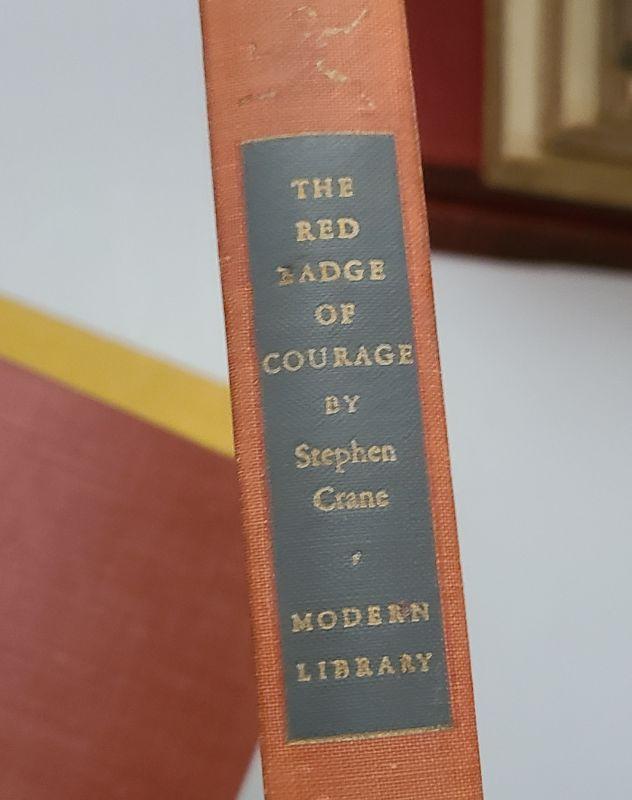 THE
RED
BADGE
OF
COURAGE
BY
Stephen
Crane
MODERN
LIBRARY